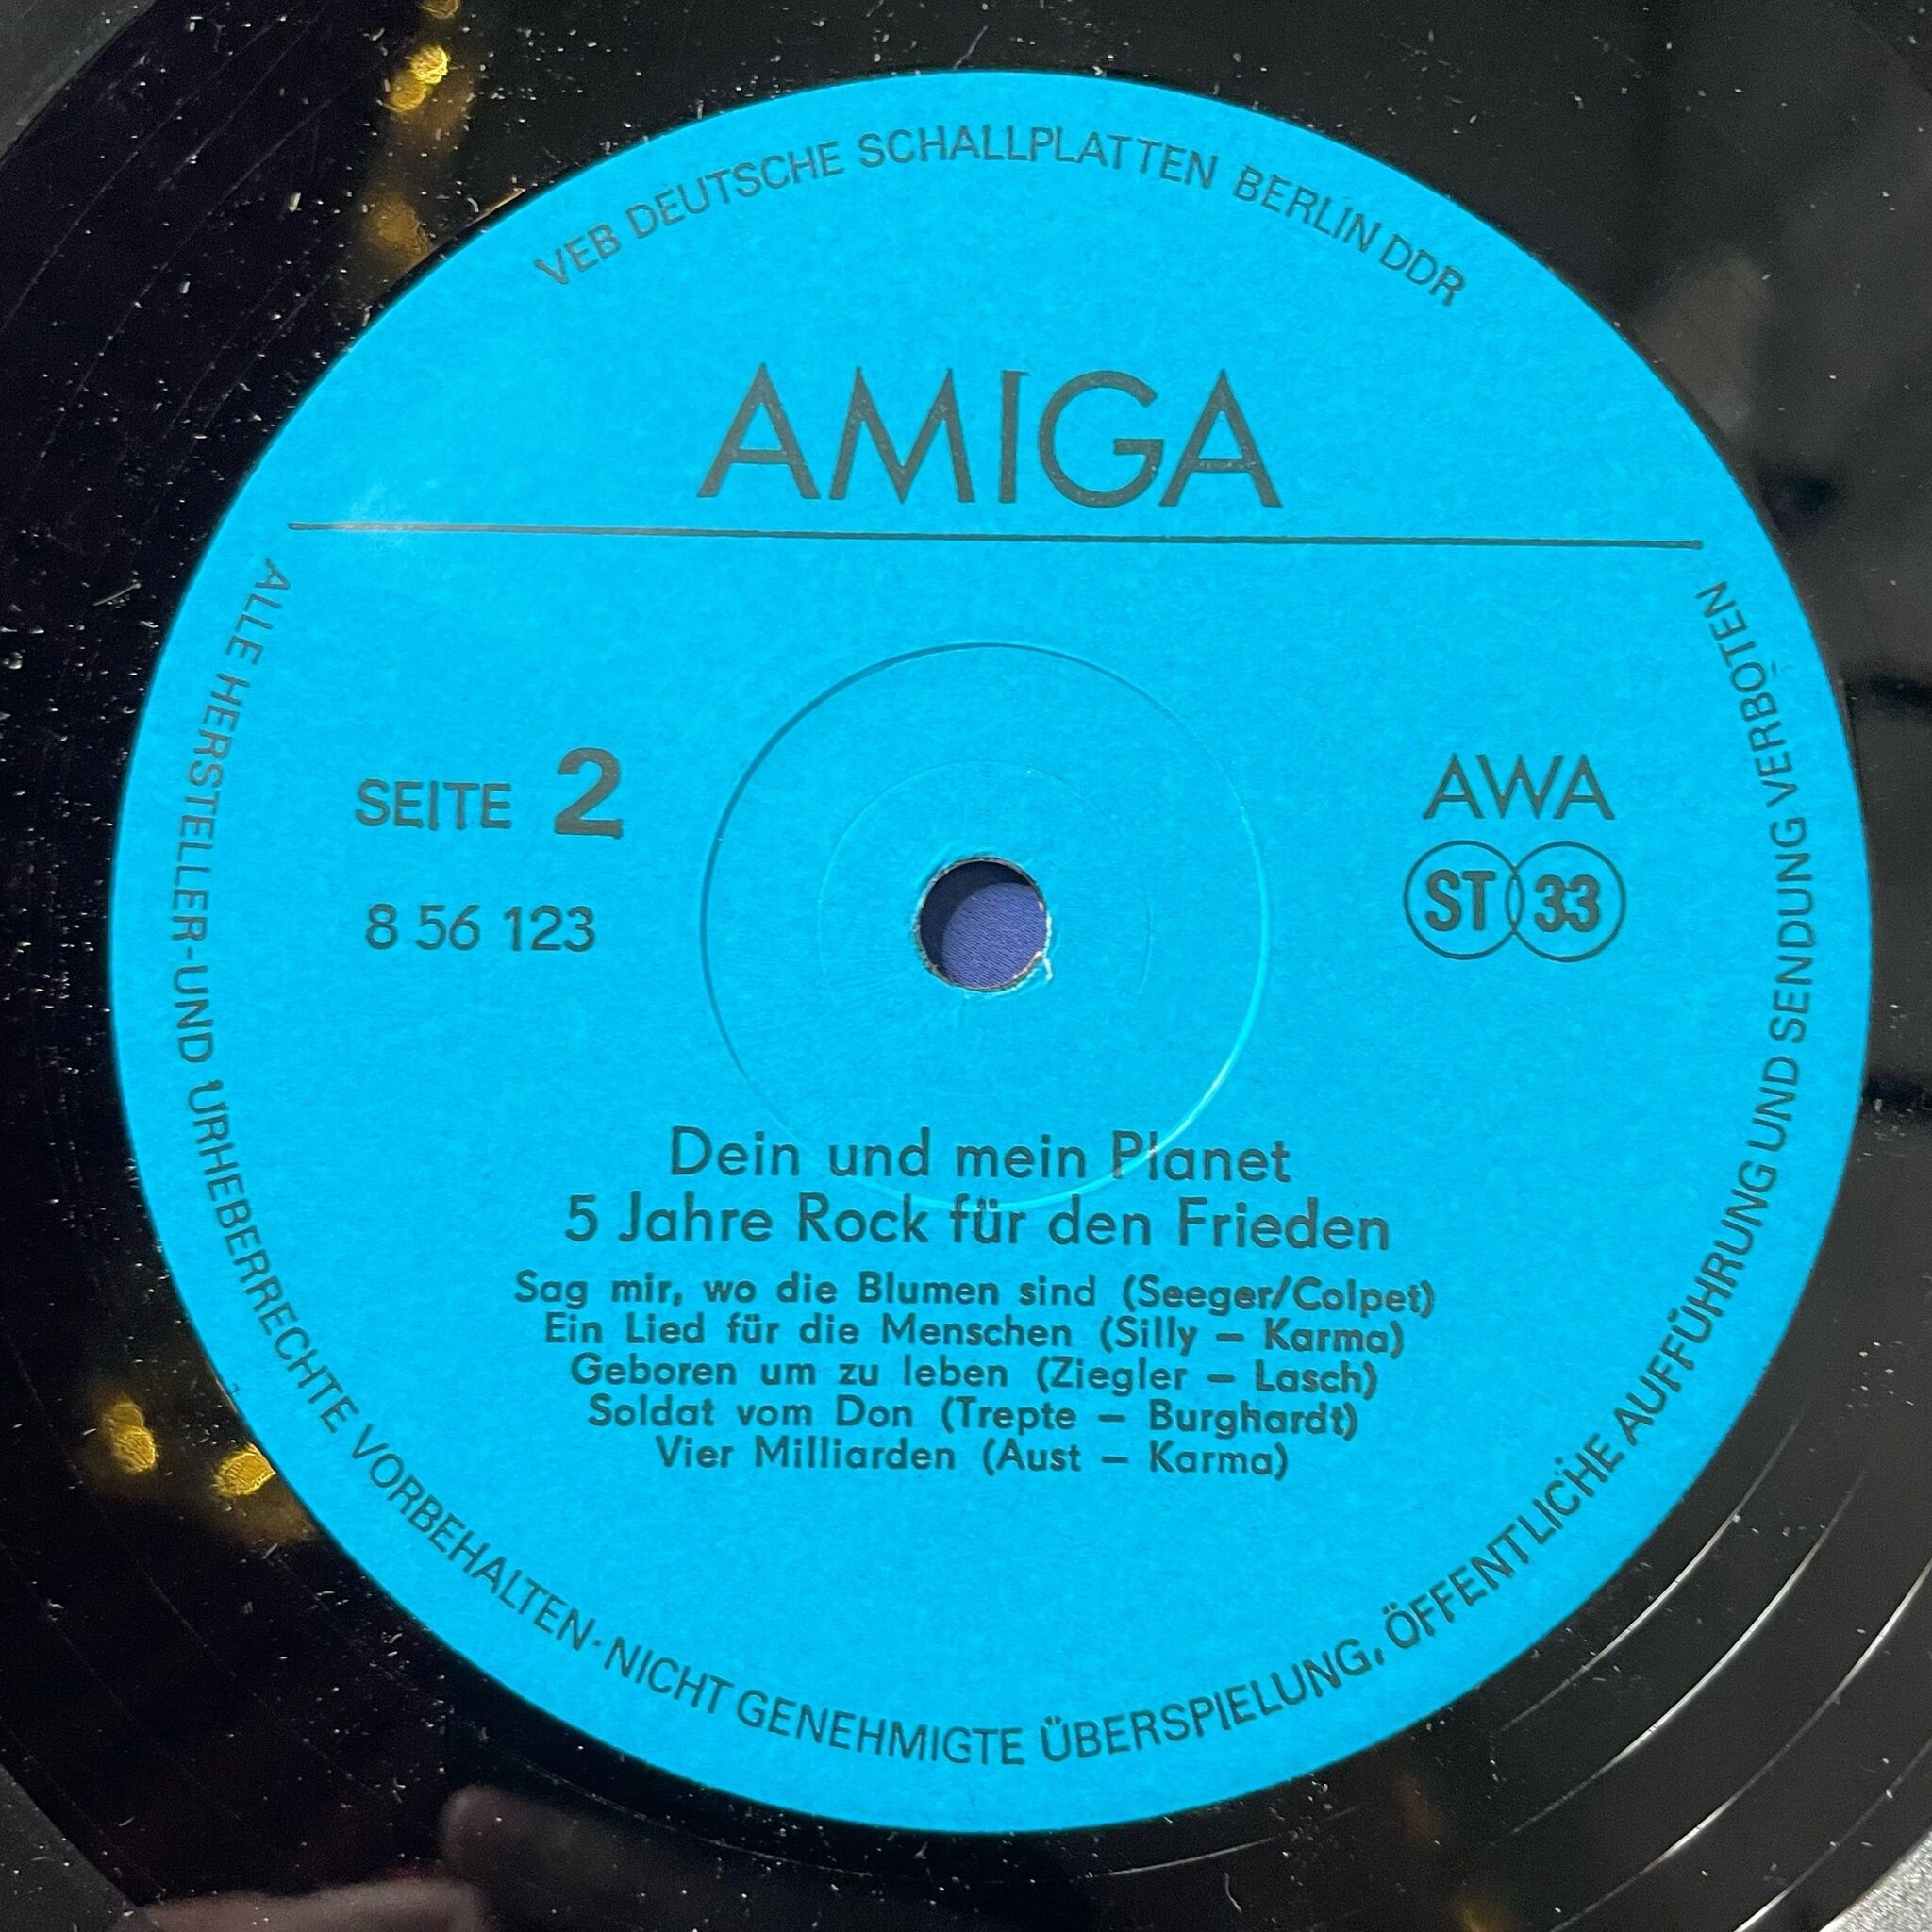 VEB DEUTSCHE SCHALLPLATTEN BERLIN DDR
AMIGA
SEITE 2
8 56 123
AWA
ST 33
Dein und mein Planet
5 Jahre Rock für den Frieden
Sag mir, wo die Blumen sind (Seeger/Colpet)
Ein Lied für die Menschen (Silly – Karma)
Geboren um zu leben (Ziegler – Lasch)
Soldat vom Don (Trepte – Burghardt)
Vier Milliarden (Aust – Karma)
ALLE HERSTELLER-UND URHEBERRECHTE VORBEHALTEN·NICHT GENEHMIGTE ÜBERSPIELUNG, ÖFFENTLICHE AUFFÜHRUNG UND SENDUNG VERBOTEN